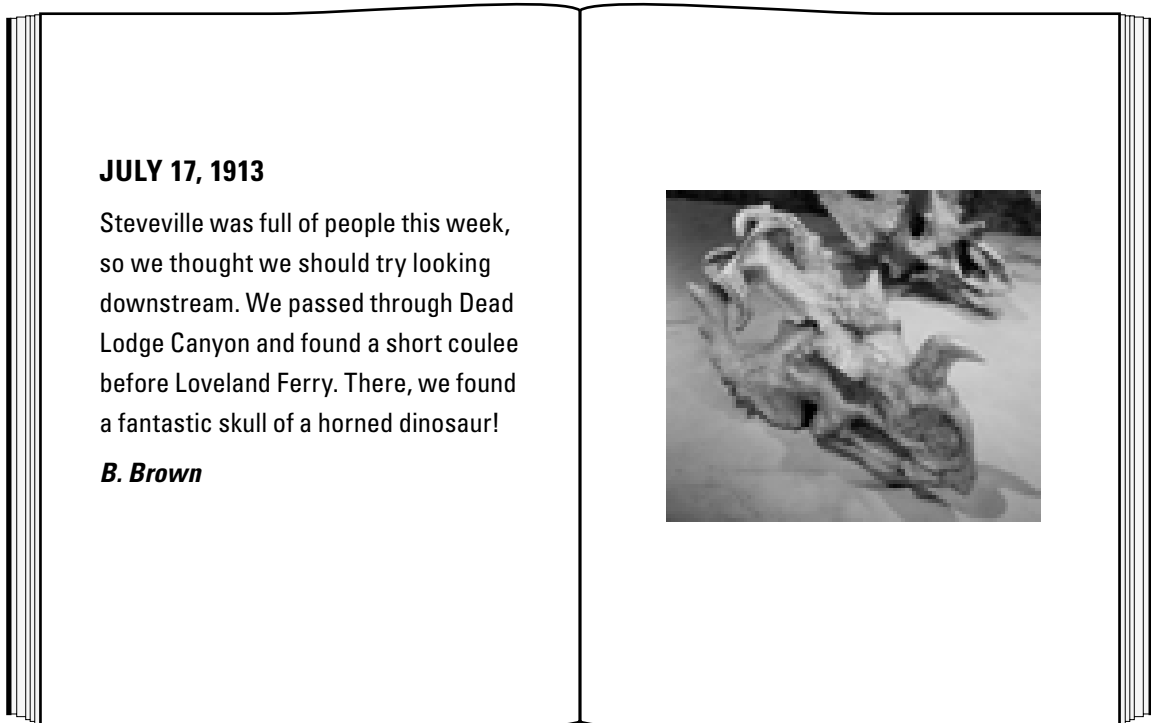 JULY 17, 1913
Steveville was full of people this week,
so we thought we should try looking
downstream. We passed through Dead
Lodge Canyon and found a short coulee
before Loveland Ferry. There, we found
a fantastic skull of a horned dinosaur!
B. Brown